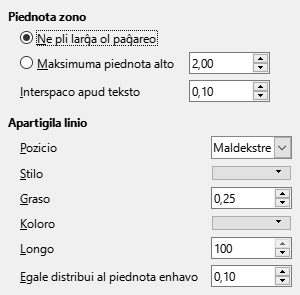 Piednota zono
Ne pli larĝa ol paĝareo
Maksimuma piednota alto 2,00
Interspaco apud teksto 0,10
Apartigila linio
Pozicio Maldekstre
Stilo
Graso 0,25
Koloro
Longo 100
Egale distribui al piednota enhavo 0,10